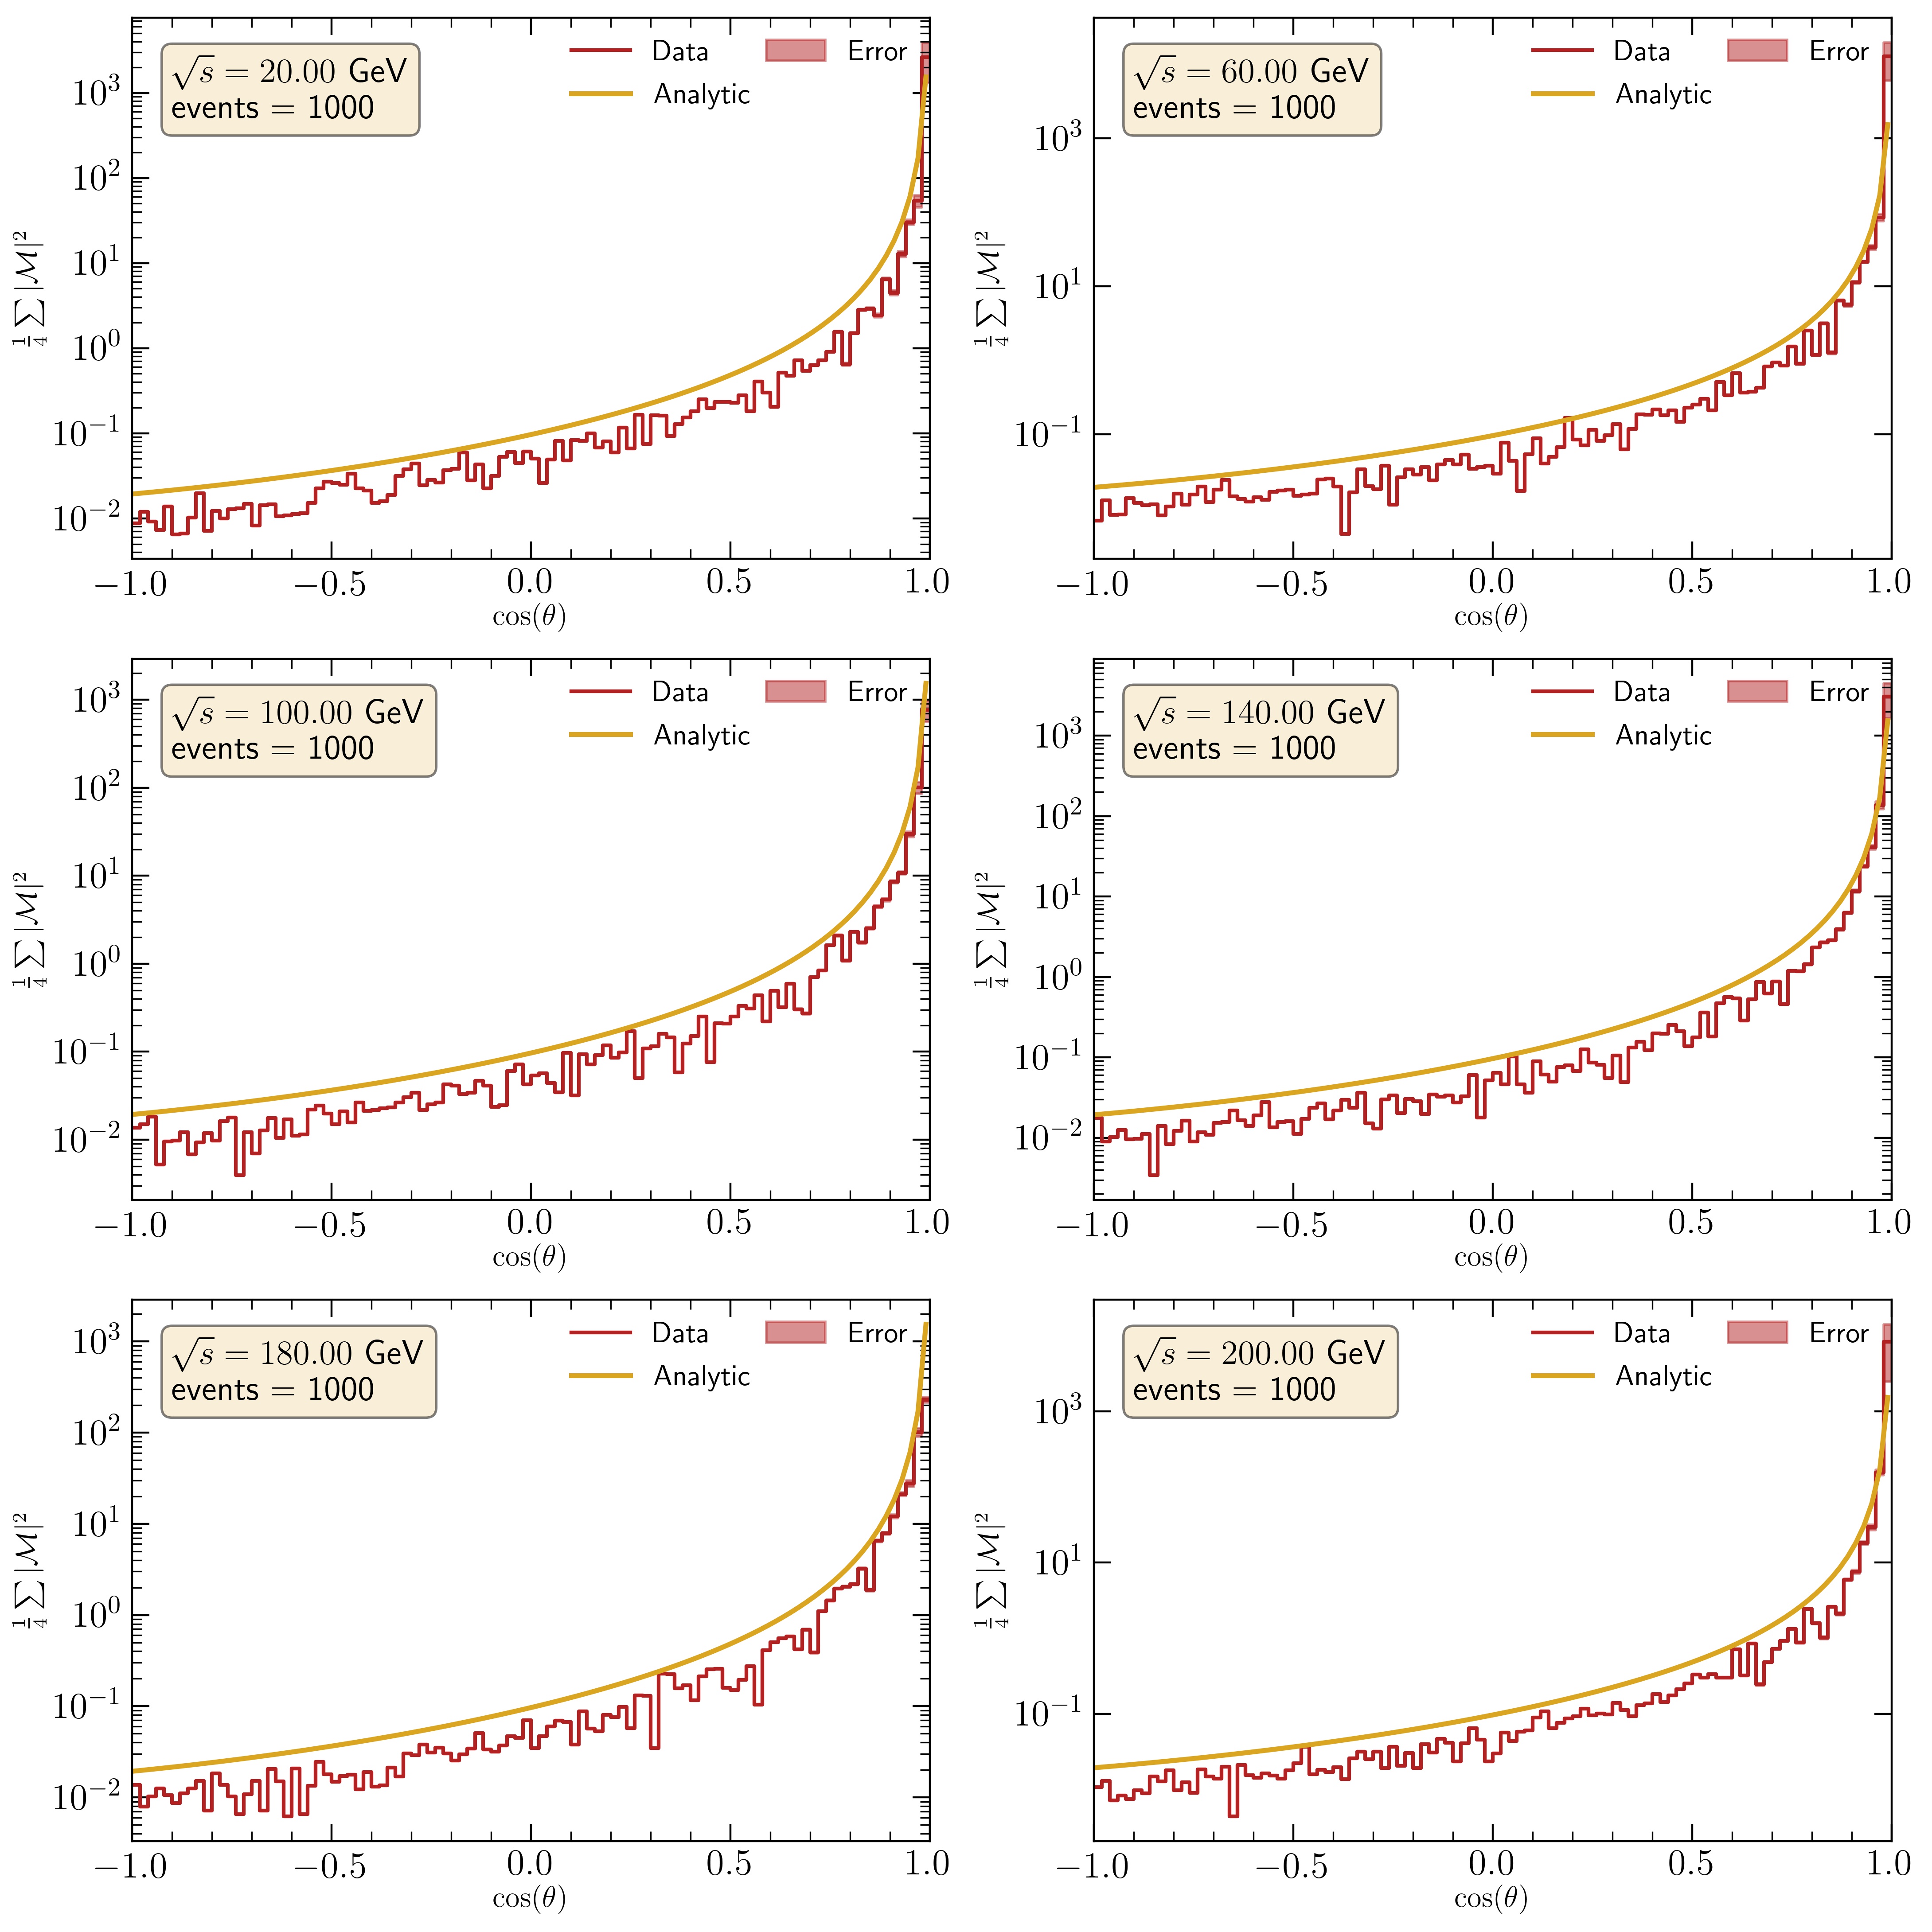 √s = 20.00 GeV
events = 1000
Data
Error
Analytic
10³
10²
10¹
10⁰
10⁻¹
10⁻²
¼ ∑ |ℳ|²
−1.0 −0.5 0.0 0.5 1.0
cos(θ)
√s = 60.00 GeV
events = 1000
Data
Error
Analytic
10³
10¹
10⁻¹
¼ ∑ |ℳ|²
−1.0 −0.5 0.0 0.5 1.0
cos(θ)
√s = 100.00 GeV
events = 1000
Data
Error
Analytic
10³
10²
10¹
10⁰
10⁻¹
10⁻²
¼ ∑ |ℳ|²
−1.0 −0.5 0.0 0.5 1.0
cos(θ)
√s = 140.00 GeV
events = 1000
Data
Error
Analytic
10³
10²
10¹
10⁰
10⁻¹
10⁻²
¼ ∑ |ℳ|²
−1.0 −0.5 0.0 0.5 1.0
cos(θ)
√s = 180.00 GeV
events = 1000
Data
Error
Analytic
10³
10²
10¹
10⁰
10⁻¹
10⁻²
¼ ∑ |ℳ|²
−1.0 −0.5 0.0 0.5 1.0
cos(θ)
√s = 200.00 GeV
events = 1000
Data
Error
Analytic
10³
10¹
10⁻¹
¼ ∑ |ℳ|²
−1.0 −0.5 0.0 0.5 1.0
cos(θ)